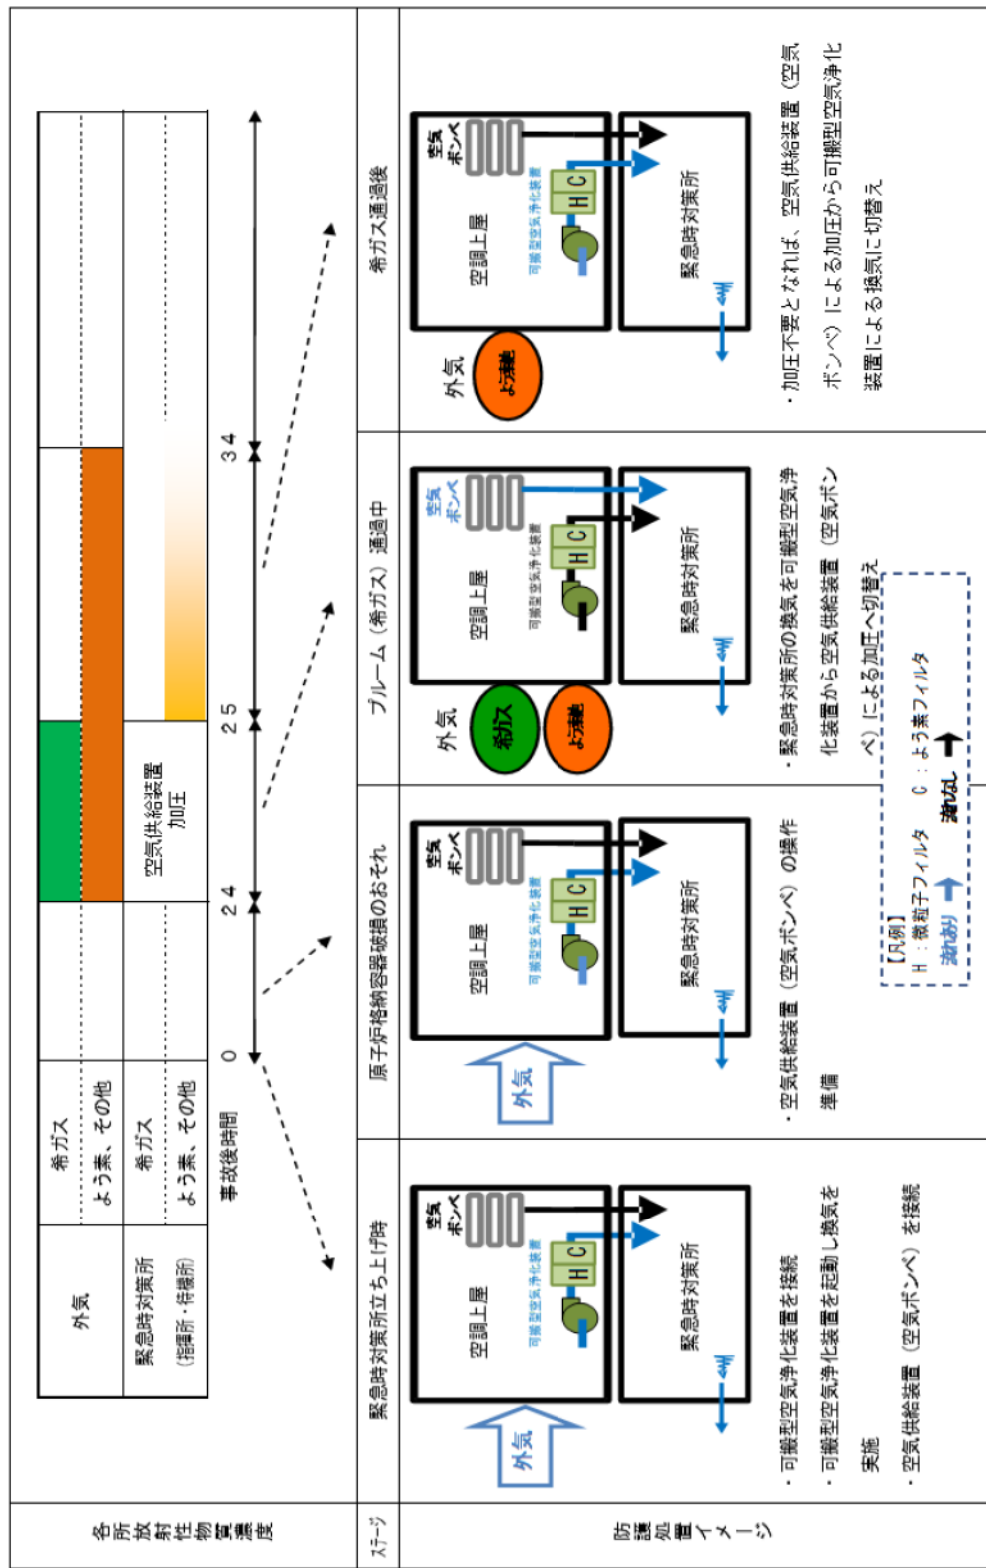 各所放射性物質濃度
外気
希ガス
よう素、その他
緊急時対策所
(指揮所・待機所)
希ガス
よう素、その他
空気供給装置
加圧
事故後時間
0
24
25
34
ステージ
緊急時対策所立ち上げ時
原子炉格納容器破損のおそれ
プルーム（希ガス）通過中
希ガス通過後
防護処置イメージ
外気
空調上屋
空気
ボンベ
可搬型空気浄化装置
H C
緊急時対策所
・可搬型空気浄化装置を接続
・可搬型空気浄化装置を起動し換気を
実施
・空気供給装置（空気ボンベ）を接続
外気
空調上屋
空気
ボンベ
可搬型空気浄化装置
H C
緊急時対策所
・空気供給装置（空気ボンベ）の操作
準備
外気
希ガス
空調上屋
空気
ボンベ
可搬型空気浄化装置
H C
緊急時対策所
・緊急時対策所の換気を可搬型空気浄
化装置から空気供給装置（空気ボン
ベ）による加圧へ切替え
外気
空調上屋
空気
ボンベ
可搬型空気浄化装置
H C
緊急時対策所
・加圧不要となれば、空気供給装置（空気
ボンベ）による加圧から可搬型空気浄化
装置による換気に切替え
【凡例】
H：微粒子フィルタ C：よう素フィルタ
流れあり 流れなし